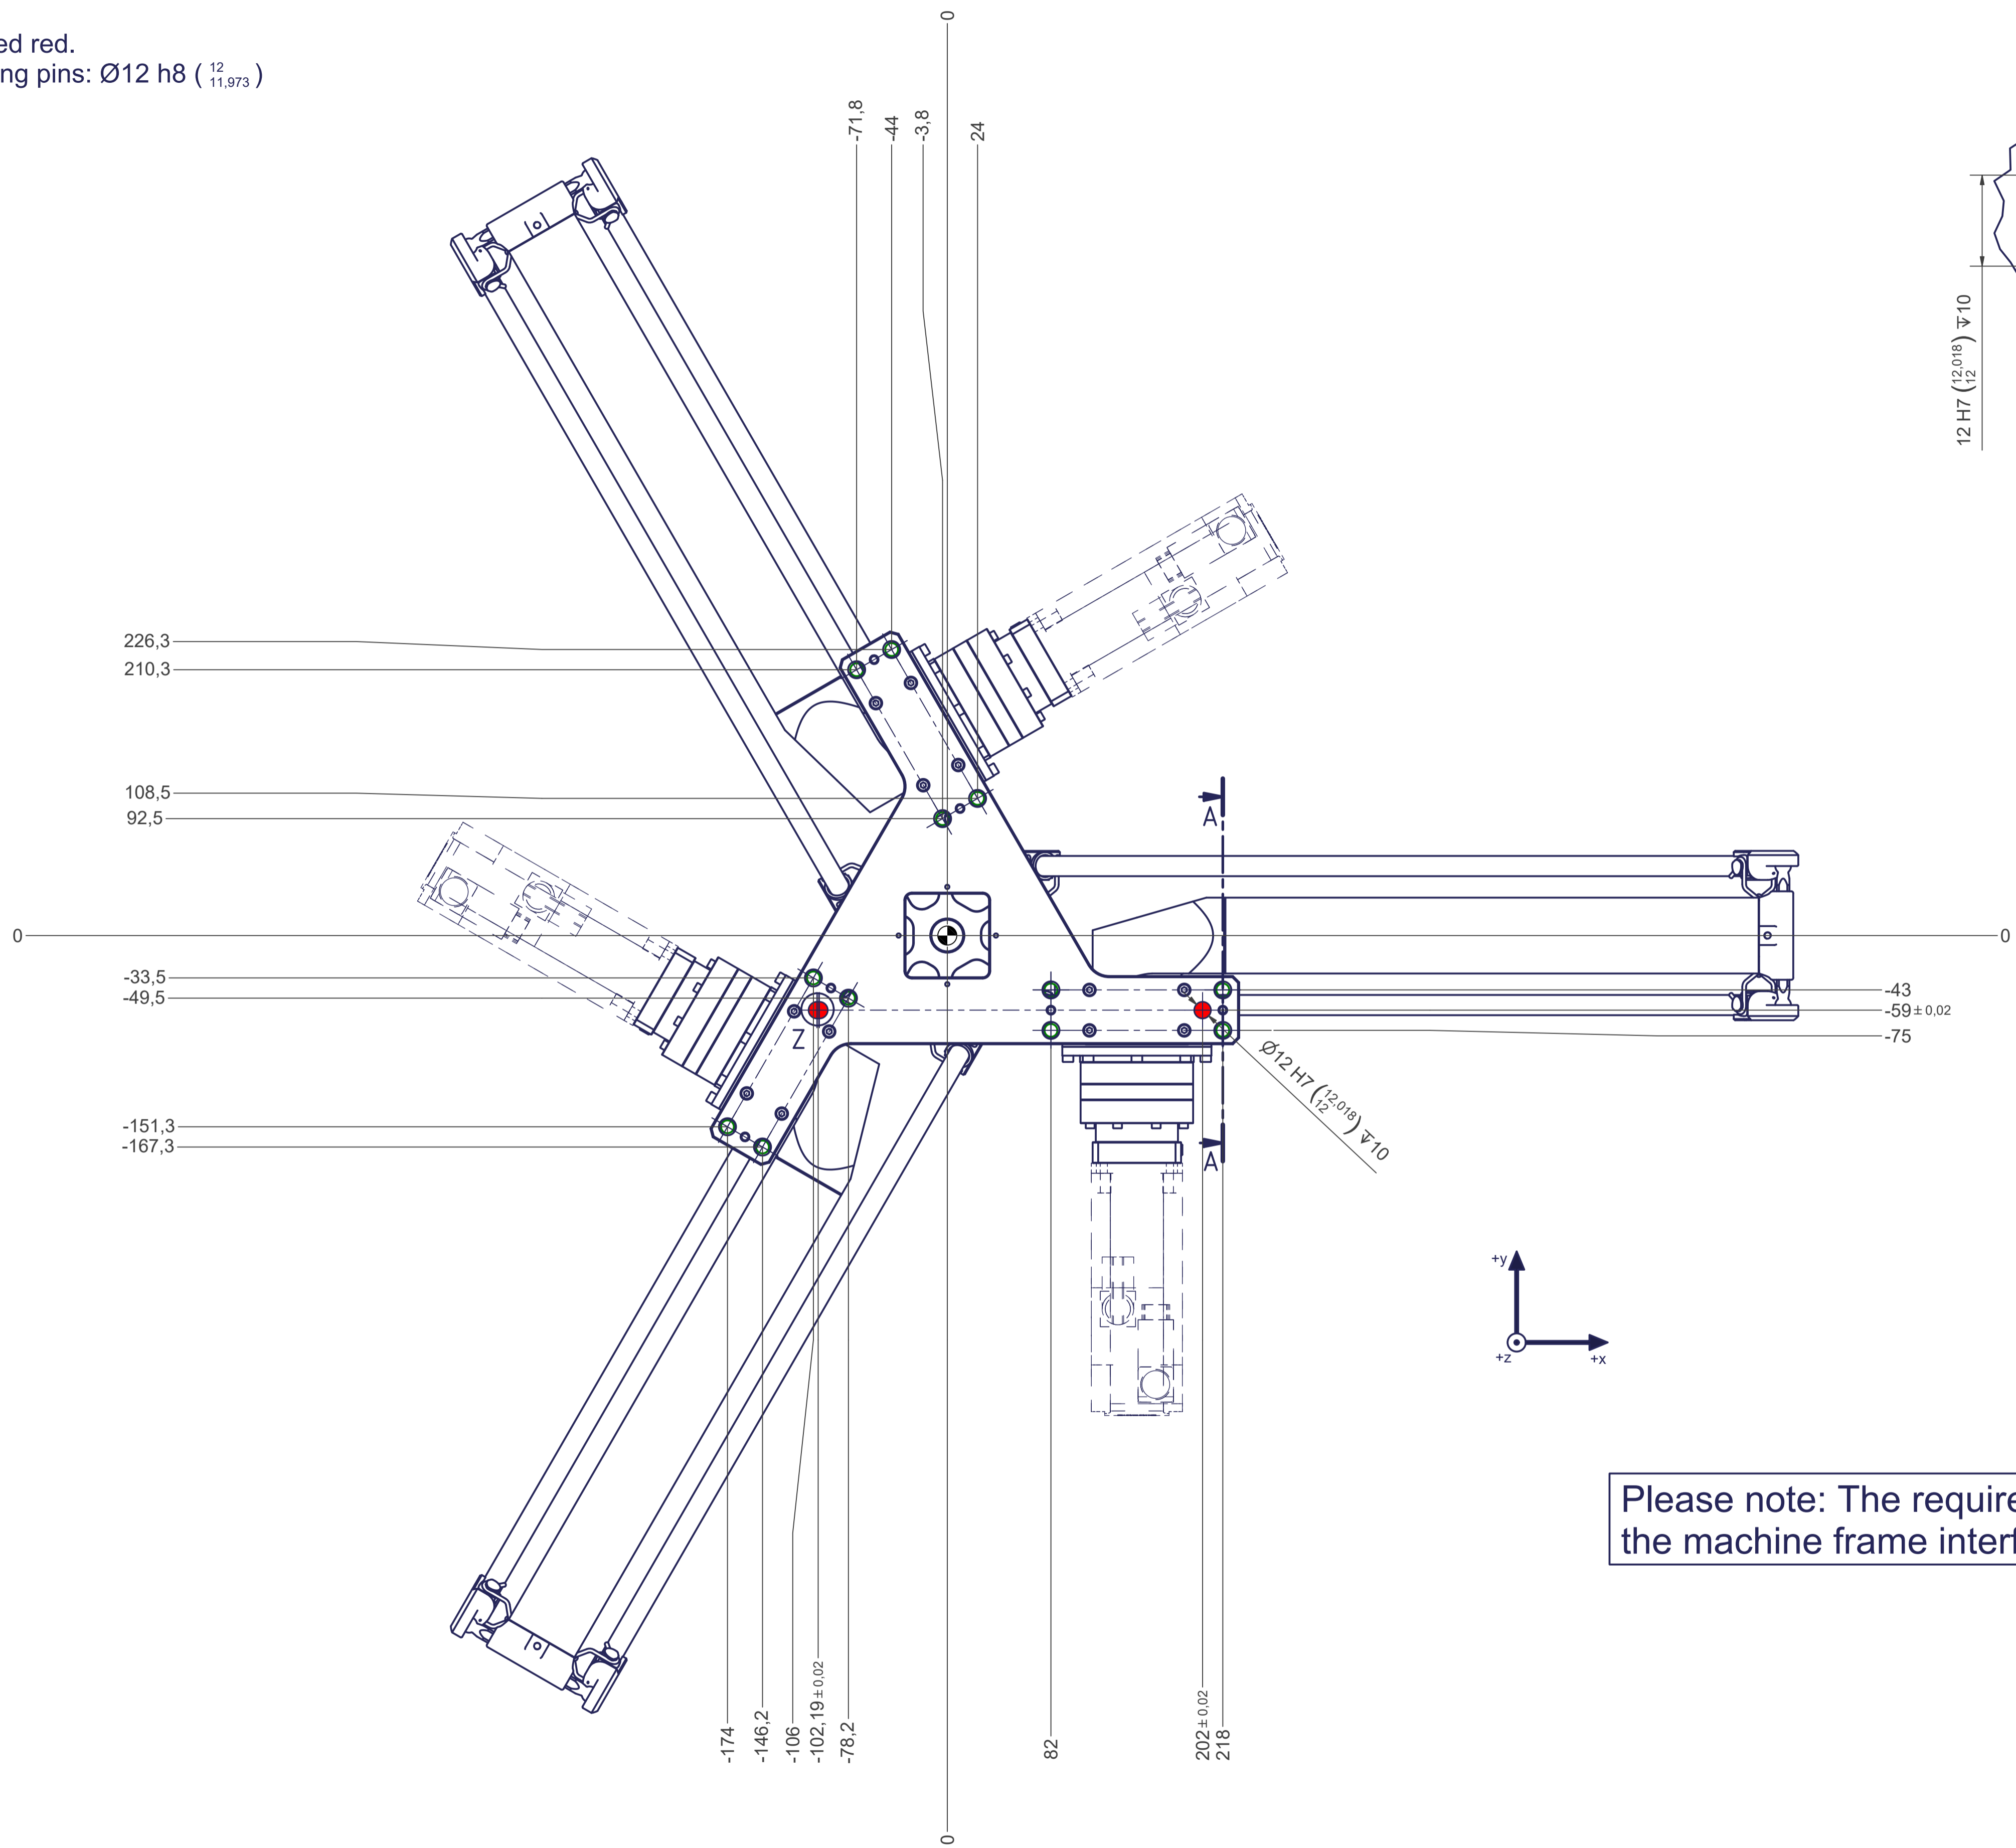 0
ed red.
ng pins: Ø12 h8 ( 12 11,973 )
-71,8
-44
-3,8
24
12 H7 (12,018 12) ↧10
226,3
210,3
108,5
92,5
A
0
0
-33,5
-49,5
-43
-59 ± 0,02
-75
Z
Ø12 H7 (12,018 12) ↧10
-151,3
-167,3
A
+y
+z
+x
Please note: The require
the machine frame interf
-174
-146,2
-106
-102,19 ± 0,02
-78,2
82
202 ± 0,02
218
0